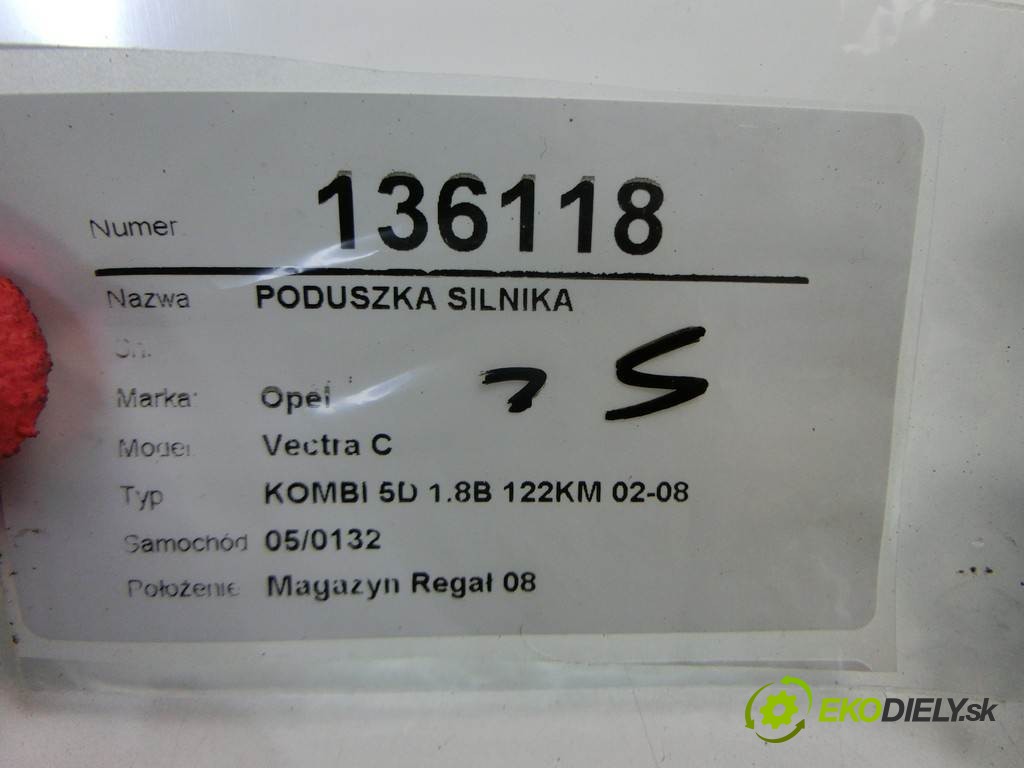 Numer 136118
Nazwa PODUSZKA SILNIKA
Marka: Opel
Model Vectra C
Typ KOMBI 5D 1.8B 122KM 02-08
Samochód 05/0132
Położenie Magazyn Regał 08
EKODIELY.sk